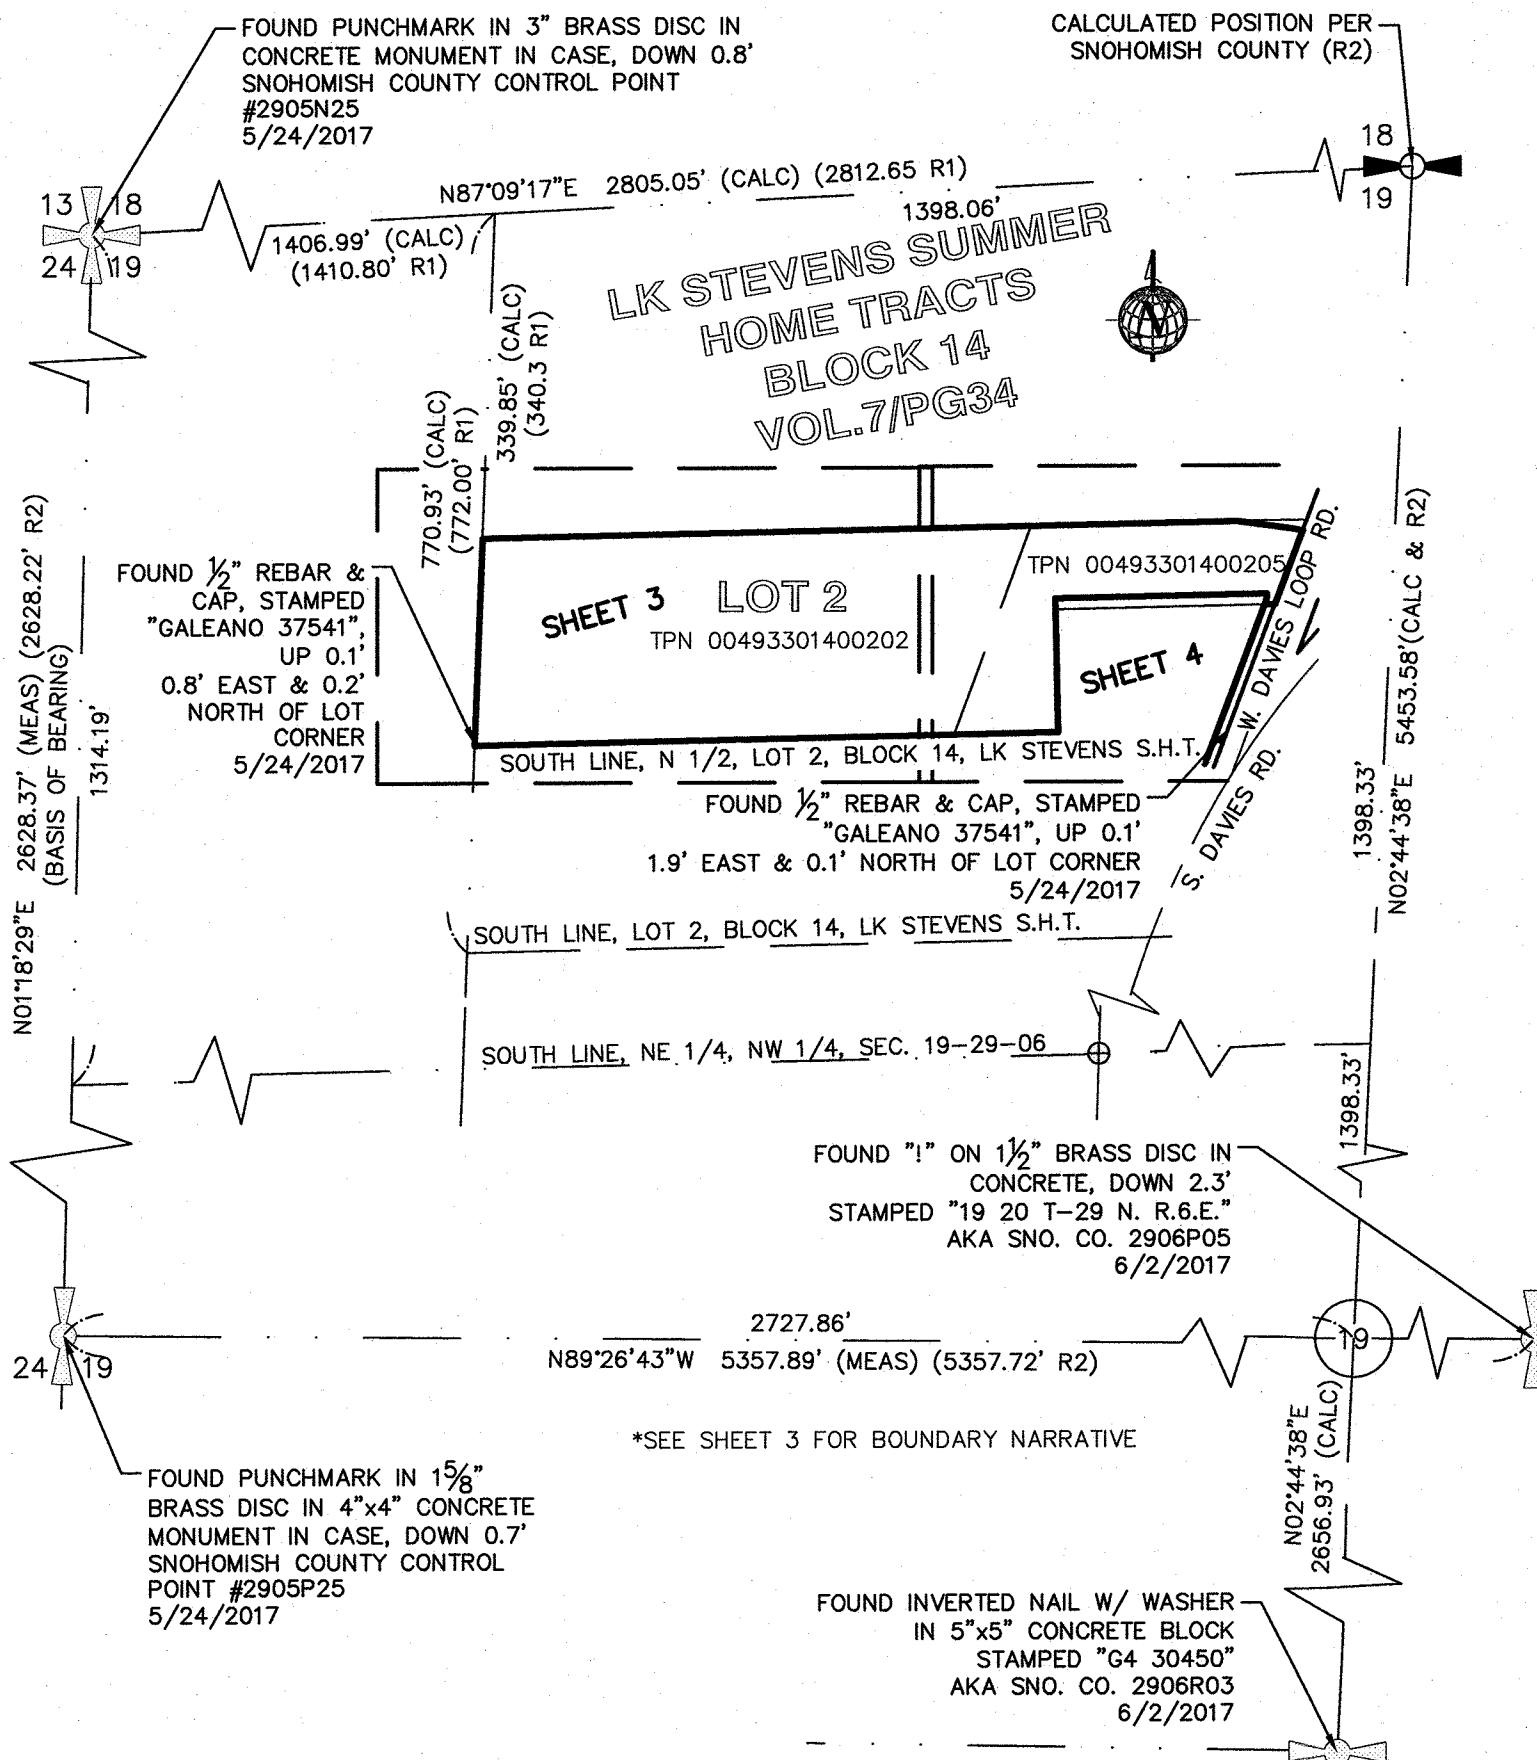 FOUND PUNCHMARK IN 3" BRASS DISC IN
CONCRETE MONUMENT IN CASE, DOWN 0.8'
SNOHOMISH COUNTY CONTROL POINT
#2905N25
5/24/2017
CALCULATED POSITION PER
SNOHOMISH COUNTY (R2)
13 18
24 19
18
19
N87°09'17"E 2805.05' (CALC) (2812.65 R1)
1406.99' (CALC)
(1410.80' R1)
1398.06'
LK STEVENS SUMMER
HOME TRACTS
BLOCK 14
VOL.7/PG34
N
339.85' (CALC)
(340.3 R1)
770.93' (CALC)
(772.00' R1)
N01°18'29"E 2628.37' (MEAS) (2628.22' R2)
(BASIS OF BEARING)
1314.19'
FOUND ½" REBAR &
CAP, STAMPED
"GALEANO 37541",
UP 0.1'
0.8' EAST & 0.2'
NORTH OF LOT
CORNER
5/24/2017
SHEET 3
LOT 2
TPN 00493301400202
TPN 00493301400205
SHEET 4
W. DAVIES LOOP RD.
S. DAVIES RD.
SOUTH LINE, N 1/2, LOT 2, BLOCK 14, LK STEVENS S.H.T.
FOUND ½" REBAR & CAP, STAMPED
"GALEANO 37541", UP 0.1'
1.9' EAST & 0.1' NORTH OF LOT CORNER
5/24/2017
1398.33'
N02°44'38"E 5453.58'(CALC & R2)
SOUTH LINE, LOT 2, BLOCK 14, LK STEVENS S.H.T.
SOUTH LINE, NE 1/4, NW 1/4, SEC. 19-29-06
1398.33'
FOUND "!" ON 1½" BRASS DISC IN
CONCRETE, DOWN 2.3'
STAMPED "19 20 T-29 N. R.6.E."
AKA SNO. CO. 2906P05
6/2/2017
24 19
2727.86'
N89°26'43"W 5357.89' (MEAS) (5357.72' R2)
19
*SEE SHEET 3 FOR BOUNDARY NARRATIVE
N02°44'38"E
2656.93' (CALC)
FOUND PUNCHMARK IN 1⅝"
BRASS DISC IN 4"x4" CONCRETE
MONUMENT IN CASE, DOWN 0.7'
SNOHOMISH COUNTY CONTROL
POINT #2905P25
5/24/2017
FOUND INVERTED NAIL W/ WASHER
IN 5"x5" CONCRETE BLOCK
STAMPED "G4 30450"
AKA SNO. CO. 2906R03
6/2/2017